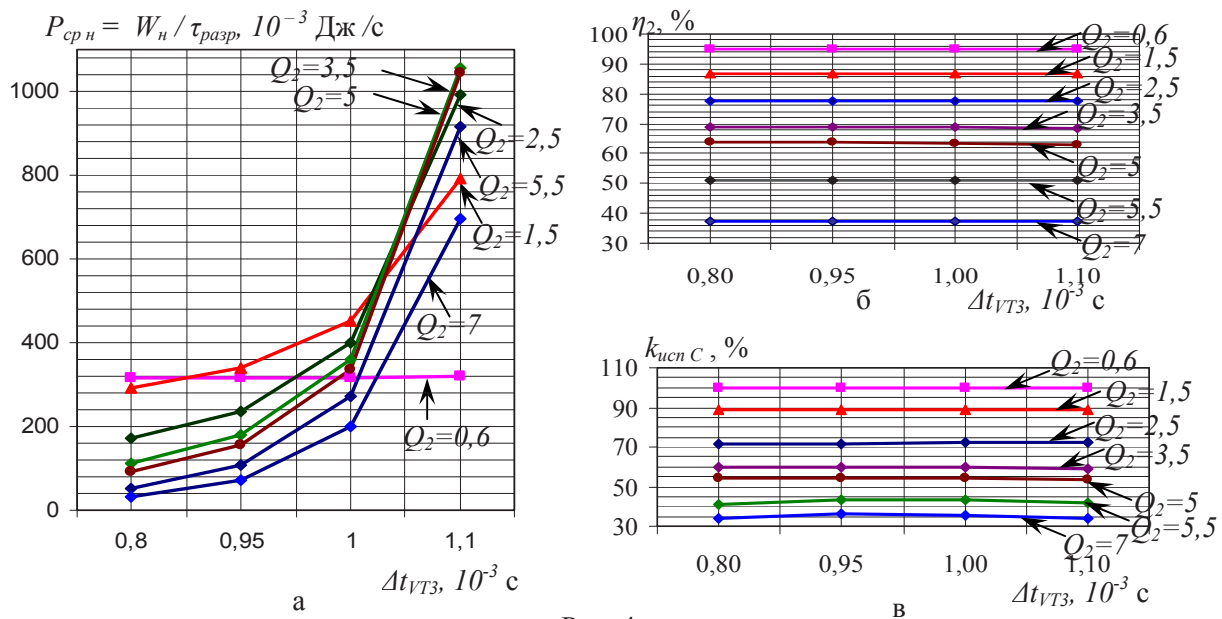 P_ср н = W_н / τ_разр, 10⁻³ Дж /с
1000
800
600
400
200
0
0,8 0,95 1 1,1
Δt_VT3, 10⁻³ с
а
Q₂=3,5
Q₂=5
Q₂=2,5
Q₂=5,5
Q₂=1,5
Q₂=7
Q₂=0,6
η₂, %
100
90
80
70
60
50
40
30
0,80 0,95 1,00 1,10
б
Δt_VT3, 10⁻³ с
Q₂=0,6
Q₂=1,5
Q₂=2,5
Q₂=3,5
Q₂=5
Q₂=5,5
Q₂=7
k_исп С , %
110
90
70
50
30
0,80 0,95 1,00 1,10
Δt_VT3, 10⁻³ с
в
Q₂=0,6
Q₂=1,5
Q₂=2,5
Q₂=3,5
Q₂=5
Q₂=5,5
Q₂=7